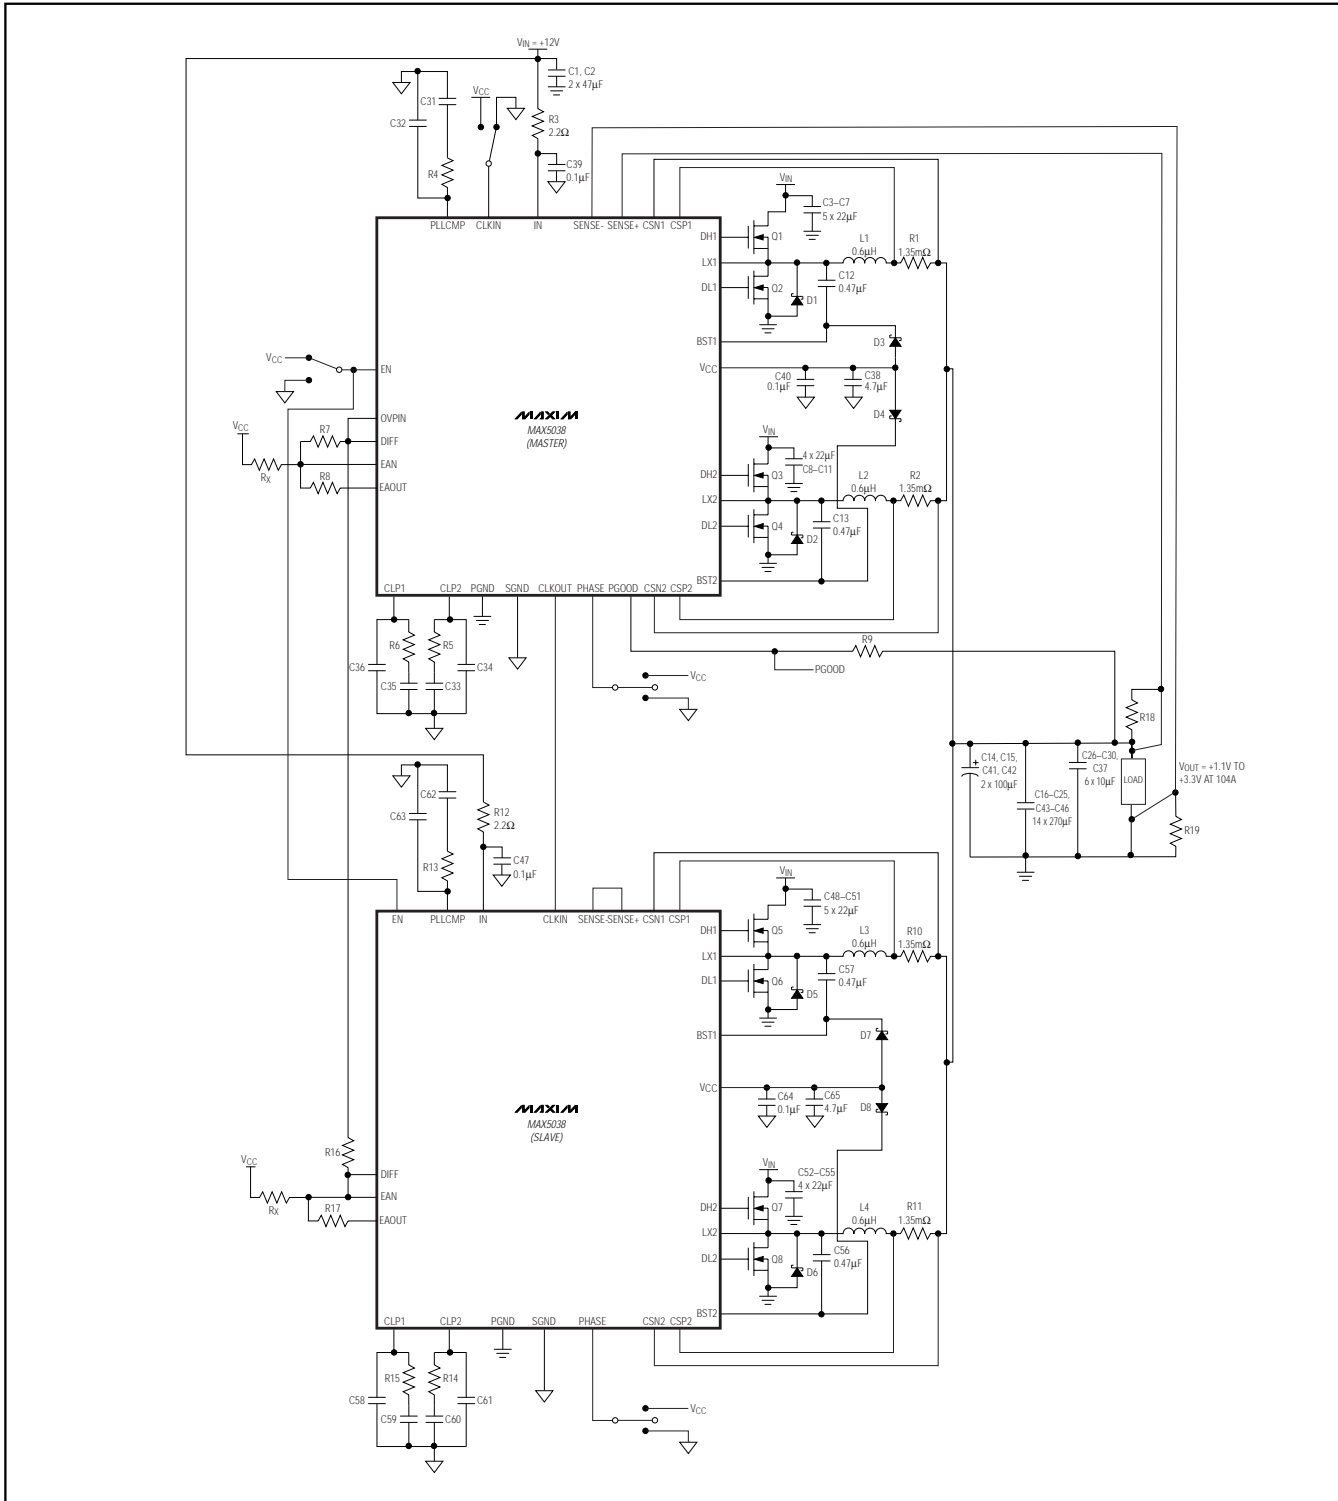 VIN = +12V
C1, C2
2 x 47µF
C31
C32
R4
VCC
R3
2.2Ω
C39
0.1µF
PLLCMP
CLKIN
IN
SENSE-
SENSE+
CSN1
CSP1
VIN
C3–C7
5 x 22µF
DH1
Q1
L1
0.6µH
R1
1.35mΩ
LX1
C12
0.47µF
DL1
Q2
D1
BST1
D3
VCC
EN
VCC
C40
0.1µF
C38
4.7µF
D4
OVPIN
VCC
R7
DIFF
RX
EAN
R8
EAOUT
MAXIM
MAX5038
(MASTER)
VIN
4 x 22µF
C8–C11
DH2
Q3
L2
0.6µH
R2
1.35mΩ
LX2
C13
0.47µF
DL2
Q4
D2
BST2
CLP1
CLP2
PGND
SGND
CLKOUT
PHASE
PGOOD
CSN2
CSP2
R6
R5
C36
C34
C35
C33
R9
PGOOD
VCC
R18
C14, C15,
C41, C42
2 x 100µF
C16–C25,
C43–C46
14 x 270µF
C26–C30,
C37
6 x 10µF
LOAD
VOUT = +1.1V TO
+3.3V AT 104A
R19
C62
C63
R13
R12
2.2Ω
C47
0.1µF
EN
PLLCMP
IN
CLKIN
SENSE-
SENSE+
CSN1
CSP1
VIN
C48–C51
5 x 22µF
DH1
Q5
L3
0.6µH
R10
1.35mΩ
LX1
C57
0.47µF
DL1
Q6
D5
BST1
D7
VCC
C64
0.1µF
C65
4.7µF
D8
MAXIM
MAX5038
(SLAVE)
R16
VCC
DIFF
RX
EAN
R17
EAOUT
VIN
C52–C55
4 x 22µF
DH2
Q7
L4
0.6µH
R11
1.35mΩ
LX2
C56
0.47µF
DL2
Q8
D6
BST2
CLP1
CLP2
PGND
SGND
PHASE
CSN2
CSP2
R15
R14
C58
C61
C59
C60
VCC